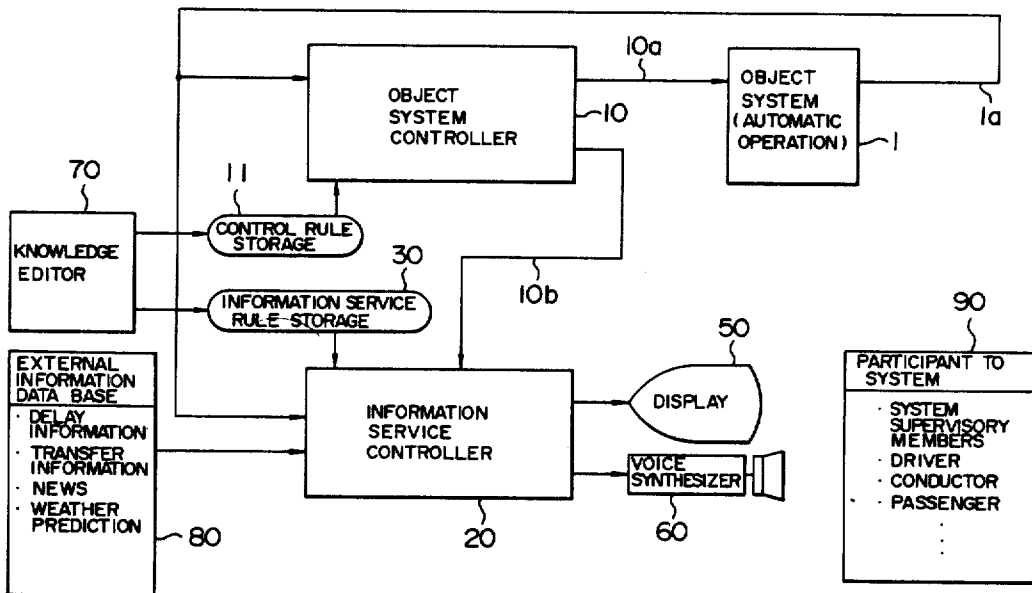 10a
OBJECT
SYSTEM
CONTROLLER
10
OBJECT
SYSTEM
(AUTOMATIC
OPERATION)
1
1a
70
KNOWLEDGE
EDITOR
11
CONTROL RULE
STORAGE
30
INFORMATION SERVICE
RULE STORAGE
10b
EXTERNAL
INFORMATION
DATA BASE
· DELAY
INFORMATION
· TRANSFER
INFORMATION
· NEWS
· WEATHER
PREDICTION
80
INFORMATION
SERVICE
CONTROLLER
20
50
DISPLAY
VOICE
SYNTHESIZER
60
90
PARTICIPANT TO
SYSTEM
· SYSTEM
SUPERVISORY
MEMBERS
· DRIVER
· CONDUCTOR
· PASSENGER